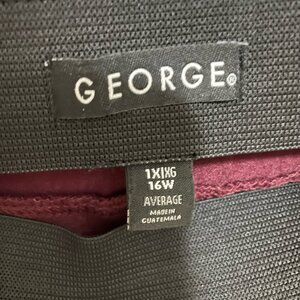 GEORGE®
1X|XG
16W
AVERAGE
MADE IN
GUATEMALA